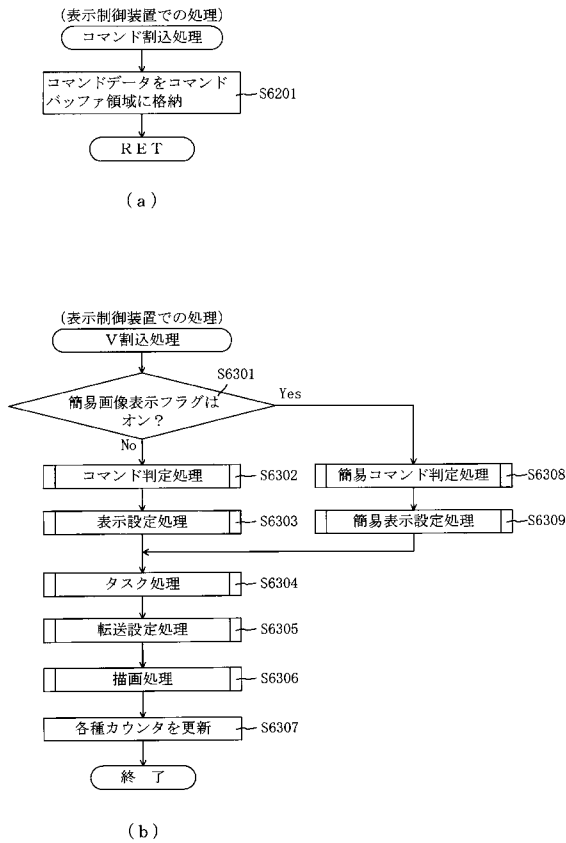 (表示制御装置での処理)
コマンド割込処理
コマンドデータをコマンド
バッファ領域に格納
S6201
RET
(a)
(表示制御装置での処理)
V割込処理
S6301
簡易画像表示フラグは
オン?
Yes
No
コマンド判定処理
S6302
簡易コマンド判定処理
S6308
表示設定処理
S6303
簡易表示設定処理
S6309
タスク処理
S6304
転送設定処理
S6305
描画処理
S6306
各種カウンタを更新
S6307
終 了
(b)